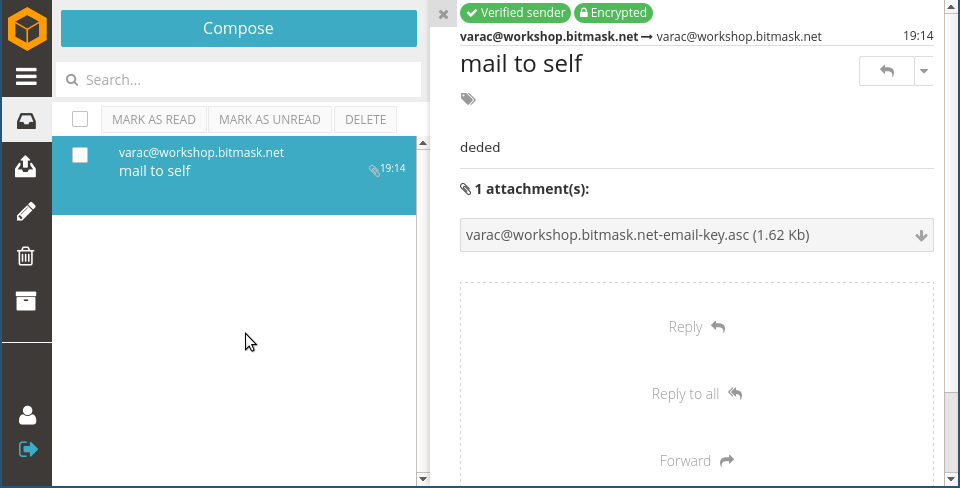 Compose
Search...
MARK AS READ MARK AS UNREAD DELETE
varac@workshop.bitmask.net
mail to self 19:14
Verified sender Encrypted
varac@workshop.bitmask.net varac@workshop.bitmask.net 19:14
mail to self
deded
1 attachment(s):
varac@workshop.bitmask.net-email-key.asc (1.62 Kb)
Reply
Reply to all
Forward